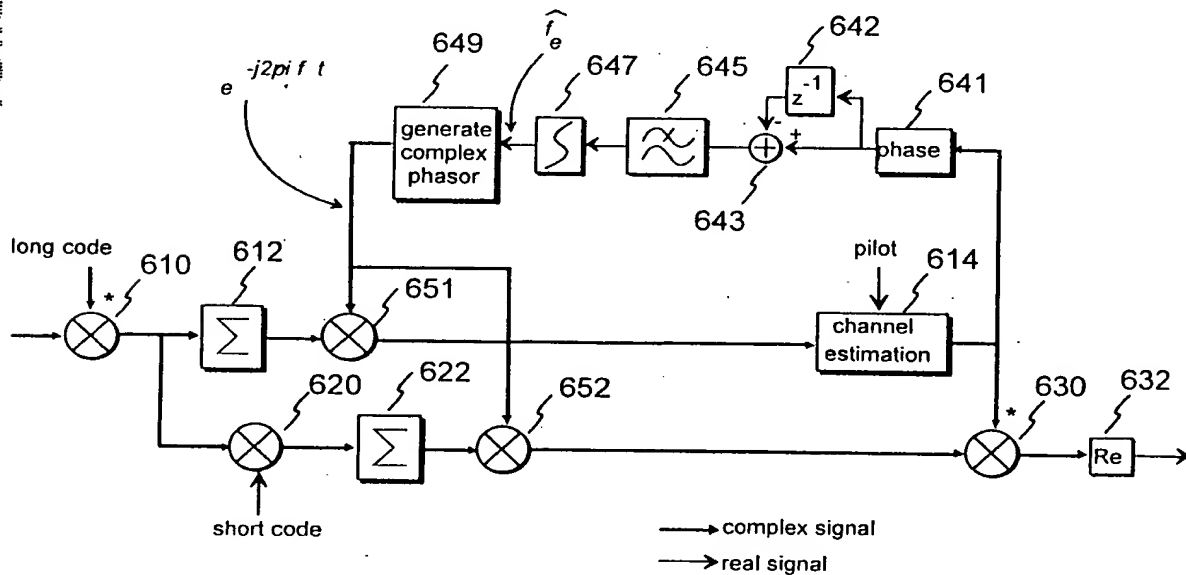 642
649
f̂e
647
645
641
e -j2pi f t
z -1
-
+
generate
complex
phasor
phase
643
long code
612
pilot
614
610
*
651
channel
estimation
Σ
620
622
652
*
630
632
Σ
Re
short code
complex signal
real signal